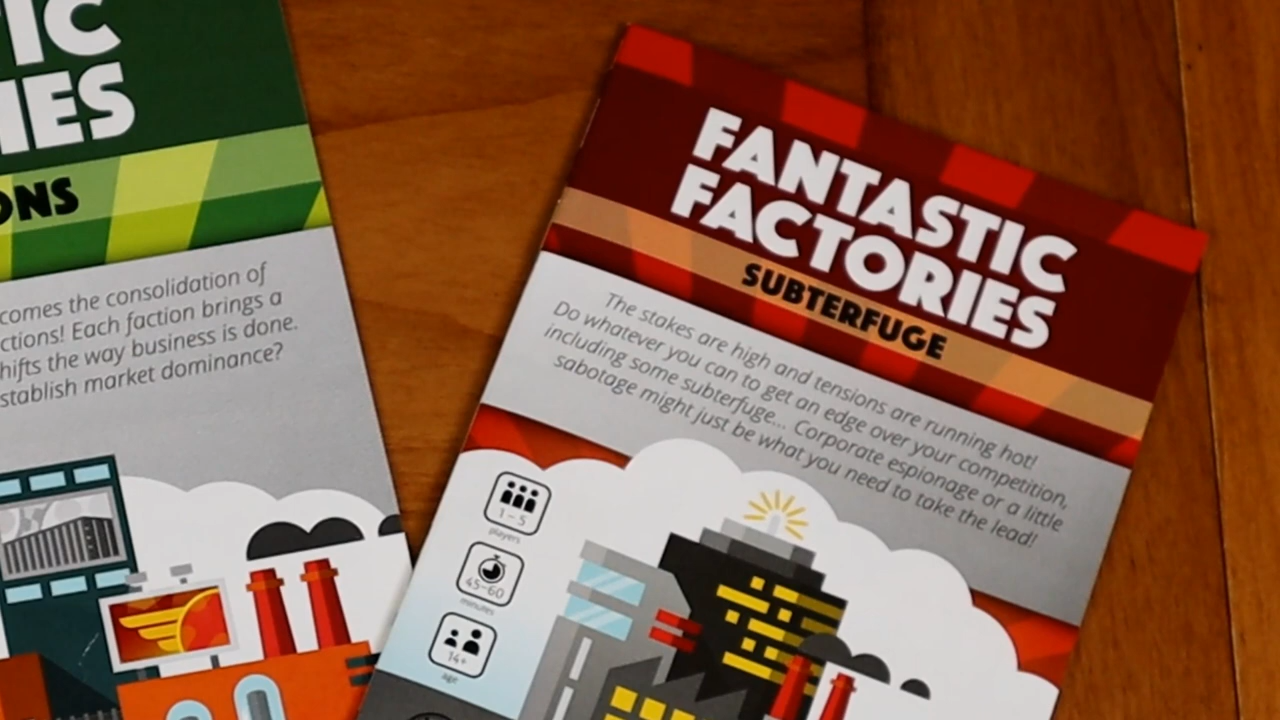 TIC
IES
ONS
comes the consolidation of
ctions! Each faction brings a
hifts the way business is done.
stablish market dominance?
FANTASTIC
FACTORIES
SUBTERFUGE
The stakes are high and tensions are running hot!
Do whatever you can to get an edge over your competition,
including some subterfuge... Corporate espionage or a little
sabotage might just be what you need to take the lead!
1-5
players
45-60
minutes
14+
age